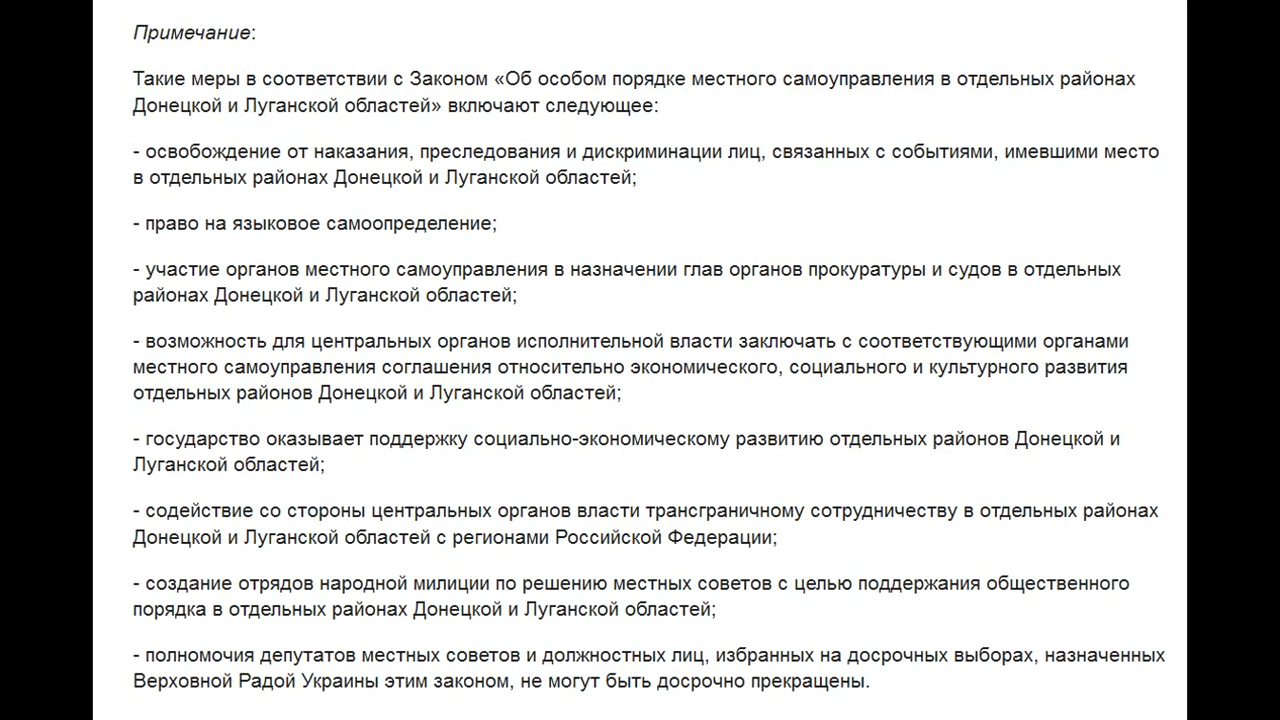 Примечание:
Такие меры в соответствии с Законом «Об особом порядке местного самоуправления в отдельных районах
Донецкой и Луганской областей» включают следующее:
- освобождение от наказания, преследования и дискриминации лиц, связанных с событиями, имевшими место
в отдельных районах Донецкой и Луганской областей;
- право на языковое самоопределение;
- участие органов местного самоуправления в назначении глав органов прокуратуры и судов в отдельных
районах Донецкой и Луганской областей;
- возможность для центральных органов исполнительной власти заключать с соответствующими органами
местного самоуправления соглашения относительно экономического, социального и культурного развития
отдельных районов Донецкой и Луганской областей;
- государство оказывает поддержку социально-экономическому развитию отдельных районов Донецкой и
Луганской областей;
- содействие со стороны центральных органов власти трансграничному сотрудничеству в отдельных районах
Донецкой и Луганской областей с регионами Российской Федерации;
- создание отрядов народной милиции по решению местных советов с целью поддержания общественного
порядка в отдельных районах Донецкой и Луганской областей;
- полномочия депутатов местных советов и должностных лиц, избранных на досрочных выборах, назначенных
Верховной Радой Украины этим законом, не могут быть досрочно прекращены.